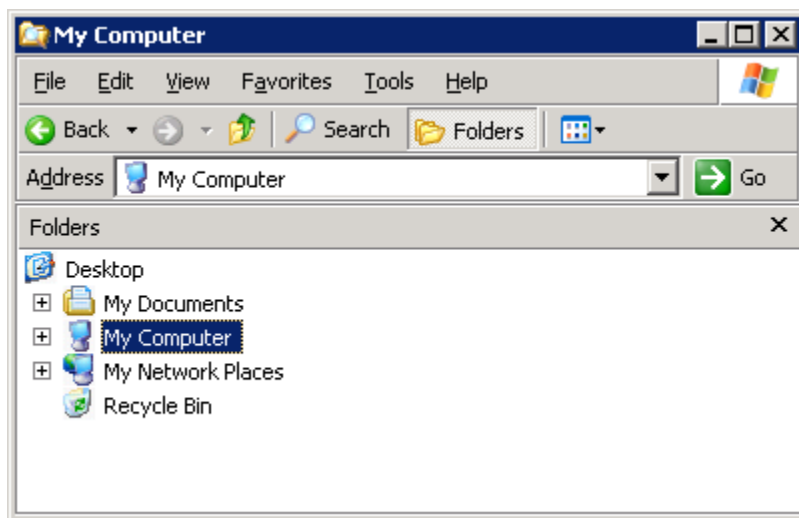 My Computer
File Edit View Favorites Tools Help
Back Search Folders
Address My Computer Go
Folders
Desktop
My Documents
My Computer
My Network Places
Recycle Bin